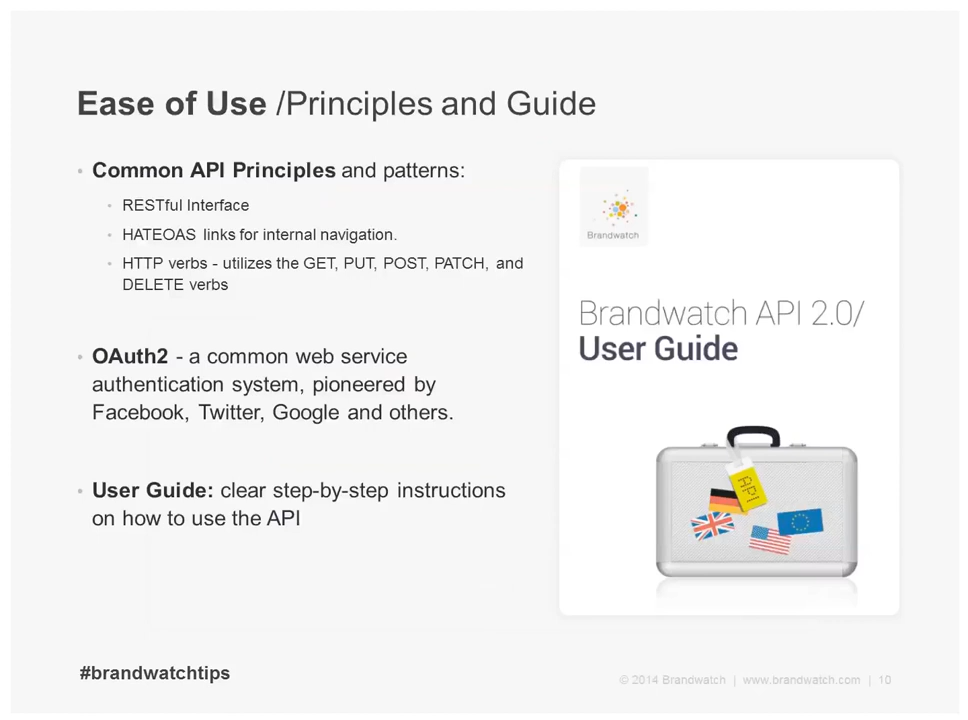 Ease of Use /Principles and Guide
• Common API Principles and patterns:
• RESTful Interface
• HATEOAS links for internal navigation.
• HTTP verbs - utilizes the GET, PUT, POST, PATCH, and
DELETE verbs
• OAuth2 - a common web service
authentication system, pioneered by
Facebook, Twitter, Google and others.
• User Guide: clear step-by-step instructions
on how to use the API
Brandwatch
Brandwatch API 2.0/
User Guide
API
#brandwatchtips
© 2014 Brandwatch | www.brandwatch.com | 10